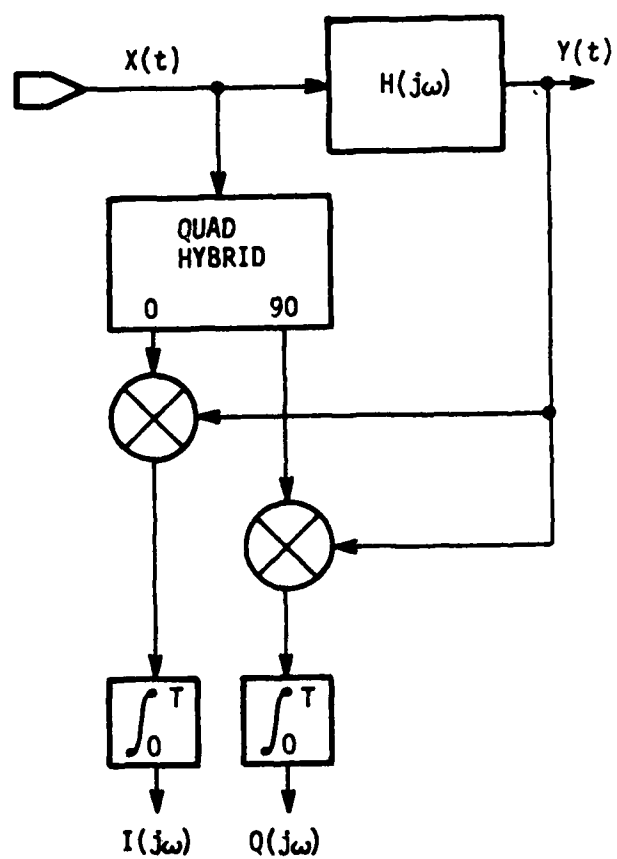 X(t)
H(jω)
Y(t)
QUAD
HYBRID
0 90
∫ T 0
∫ T 0
I(jω) Q(jω)